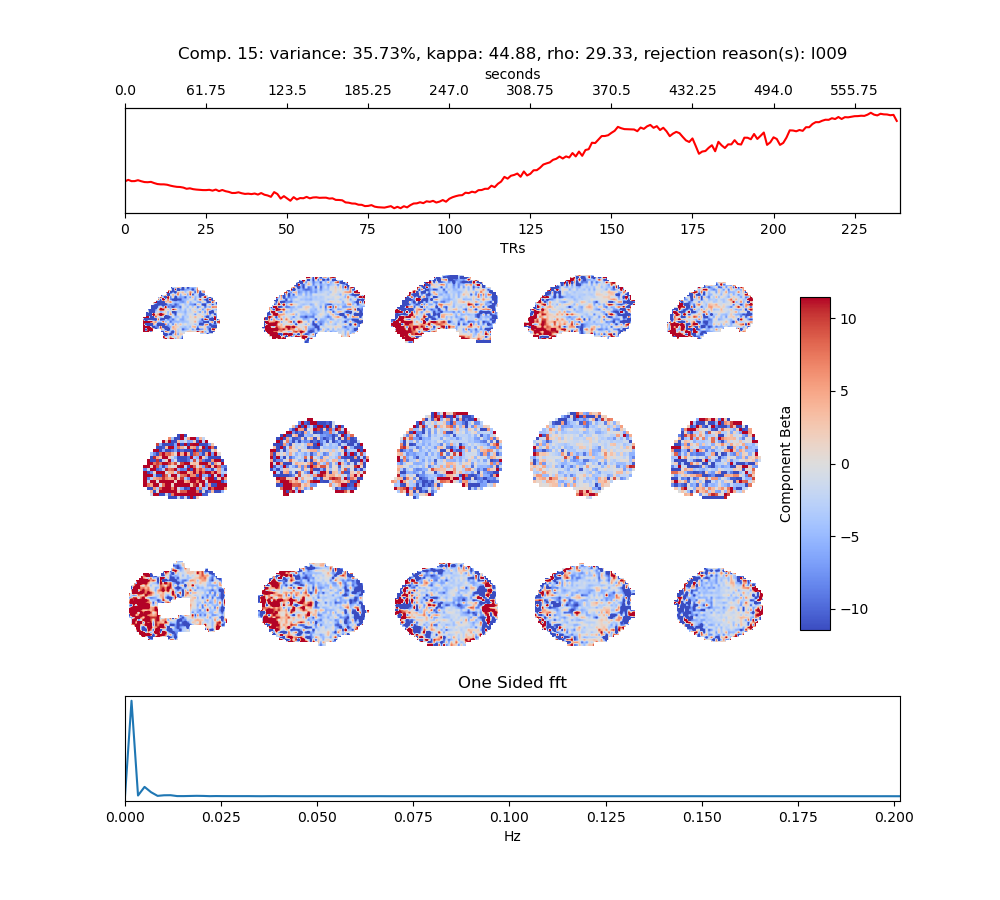 Comp. 15: variance: 35.73%, kappa: 44.88, rho: 29.33, rejection reason(s): I009
seconds
0.0 61.75 123.5 185.25 247.0 308.75 370.5 432.25 494.0 555.75
0 25 50 75 100 125 150 175 200 225
TRs
10
5
0
−5
−10
Component Beta
One Sided fft
0.000 0.025 0.050 0.075 0.100 0.125 0.150 0.175 0.200
Hz